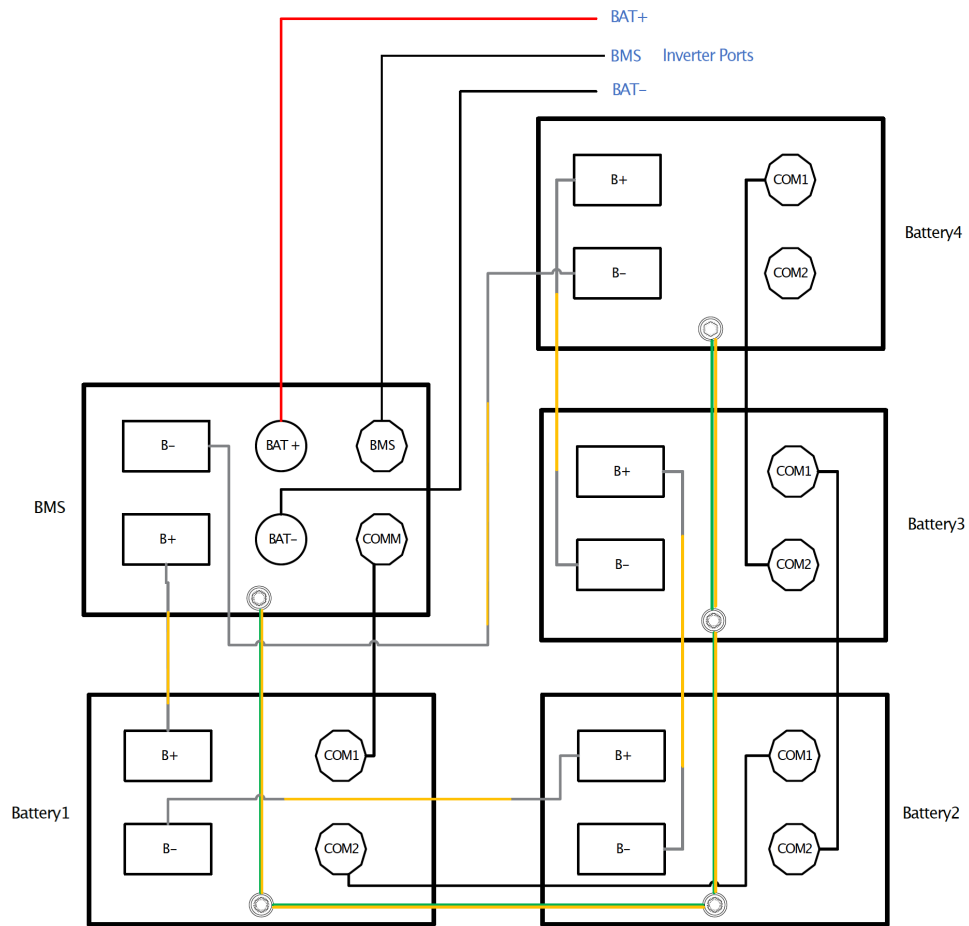 BAT+
BMS Inverter Ports
BAT–
B+
COM1
Battery4
B–
COM2
B–
BAT +
BMS
B+
COM1
BMS
Battery3
B+
BAT–
COMM
B–
COM2
B+
COM1
B+
COM1
Battery1
Battery2
B–
COM2
B–
COM2